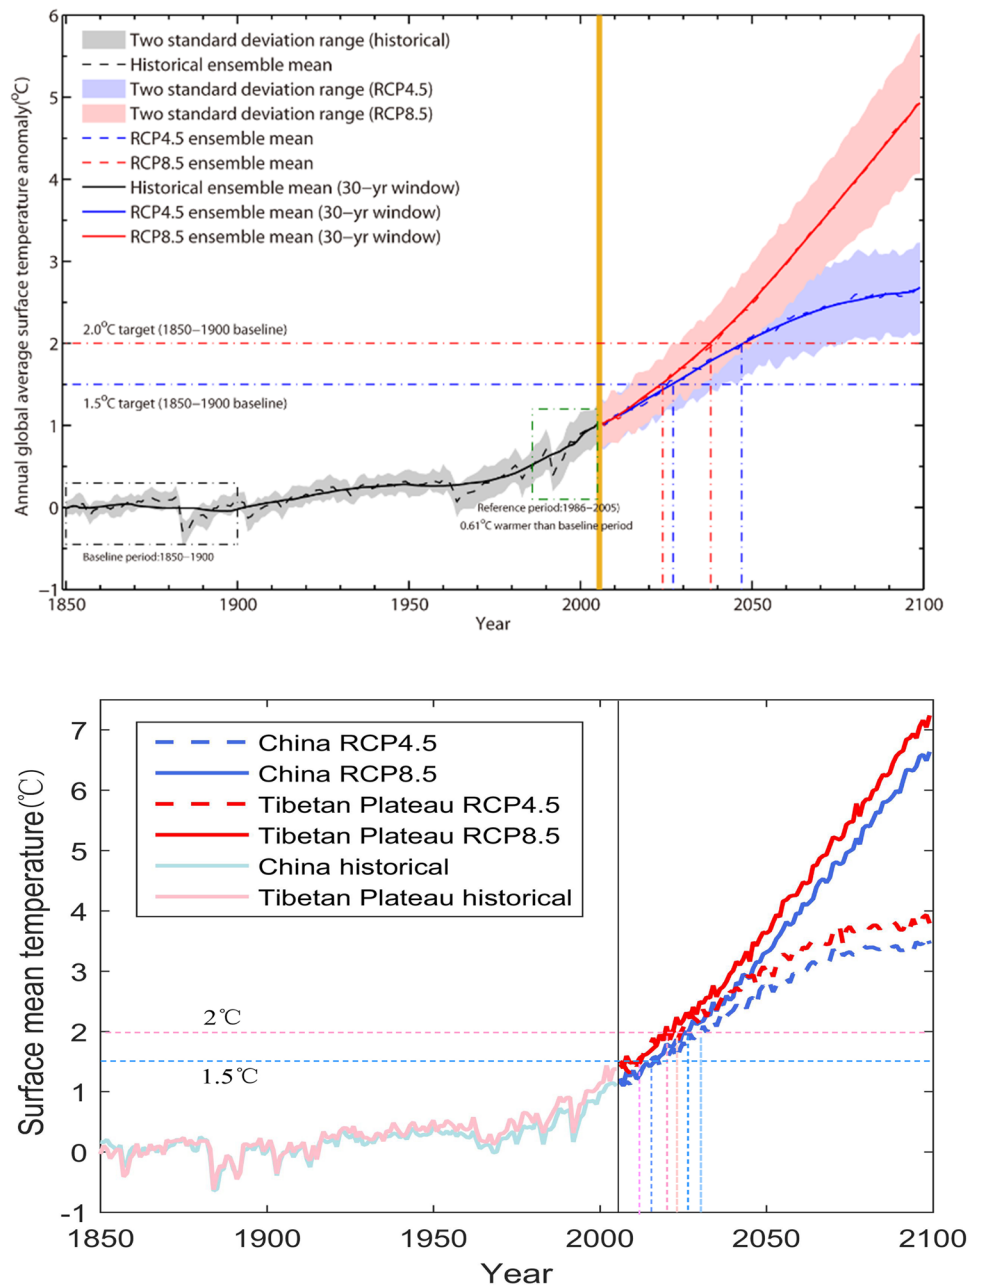 6
5
4
3
2
1
0
−1
Annual global average surface temperature anomaly(°C)
Two standard deviation range (historical)
Historical ensemble mean
Two standard deviation range (RCP4.5)
Two standard deviation range (RCP8.5)
RCP4.5 ensemble mean
RCP8.5 ensemble mean
Historical ensemble mean (30−yr window)
RCP4.5 ensemble mean (30−yr window)
RCP8.5 ensemble mean (30−yr window)
2.0°C target (1850−1900 baseline)
1.5°C target (1850−1900 baseline)
Reference period:1986−2005)
0.61°C warmer than baseline period
Baseline period:1850−1900
1850 1900 1950 2000 2050 2100
Year
7
6
5
4
3
2
1
0
-1
Surface mean temperature(℃)
China RCP4.5
China RCP8.5
Tibetan Plateau RCP4.5
Tibetan Plateau RCP8.5
China historical
Tibetan Plateau historical
2℃
1.5℃
1850 1900 1950 2000 2050 2100
Year